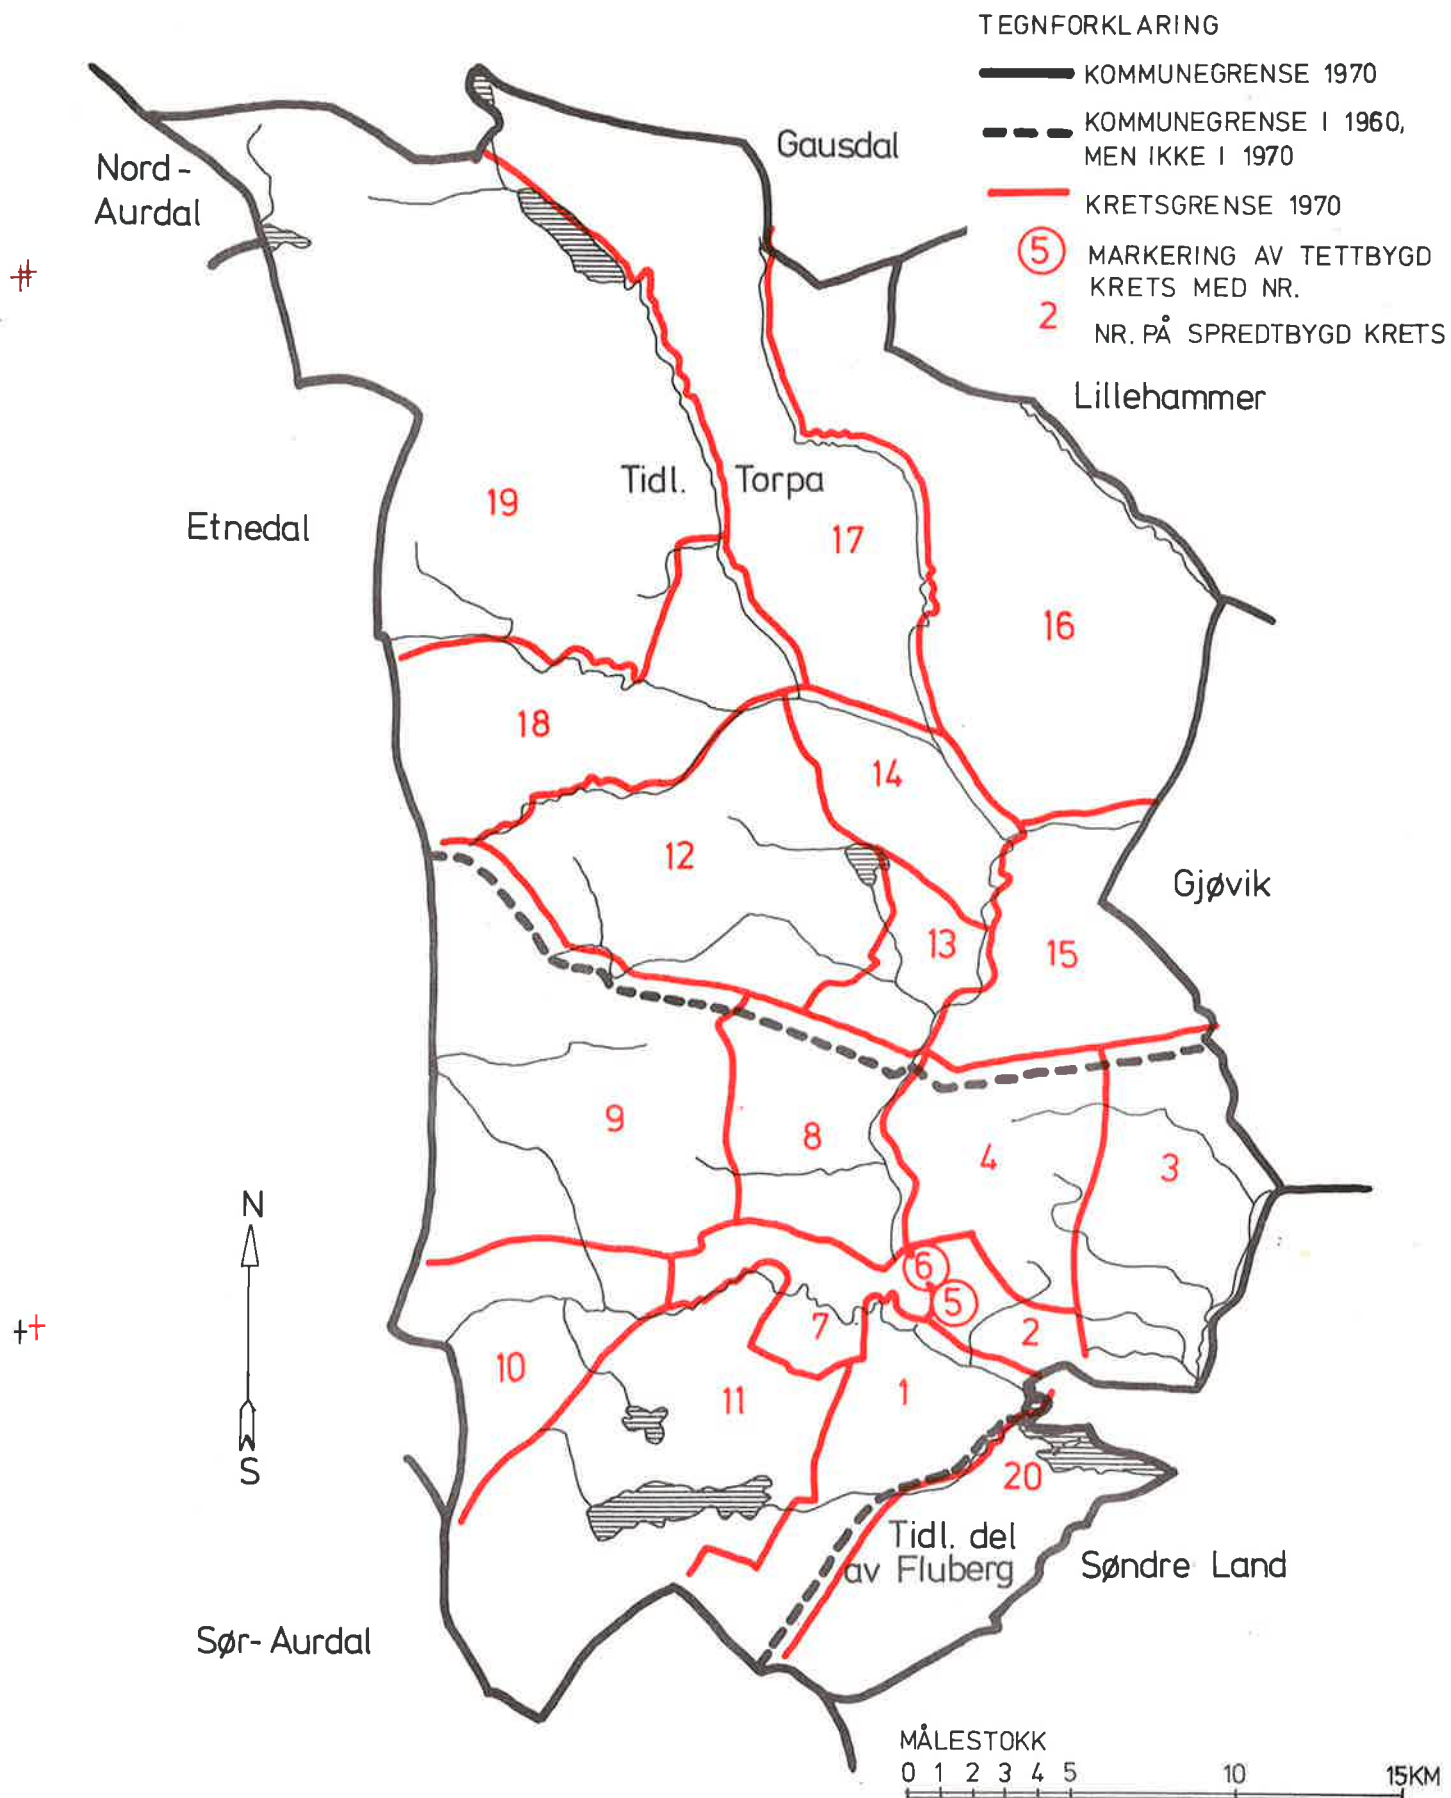 TEGNFORKLARING
KOMMUNEGRENSE 1970
KOMMUNEGRENSE I 1960,
MEN IKKE I 1970
KRETSGRENSE 1970
5
MARKERING AV TETTBYGD
KRETS MED NR.
2
NR. PÅ SPREDTBYGD KRETS
Gausdal
Nord-
Aurdal
Lillehammer
Tidl. Torpa
19
Etnedal
17
16
18
14
12
Gjøvik
13
15
9
8
4
3
N
S
6
5
7
2
10
11
1
20
Tidl. del
av Fluberg
Søndre Land
Sør-Aurdal
MÅLESTOKK
0 1 2 3 4 5 10 15KM